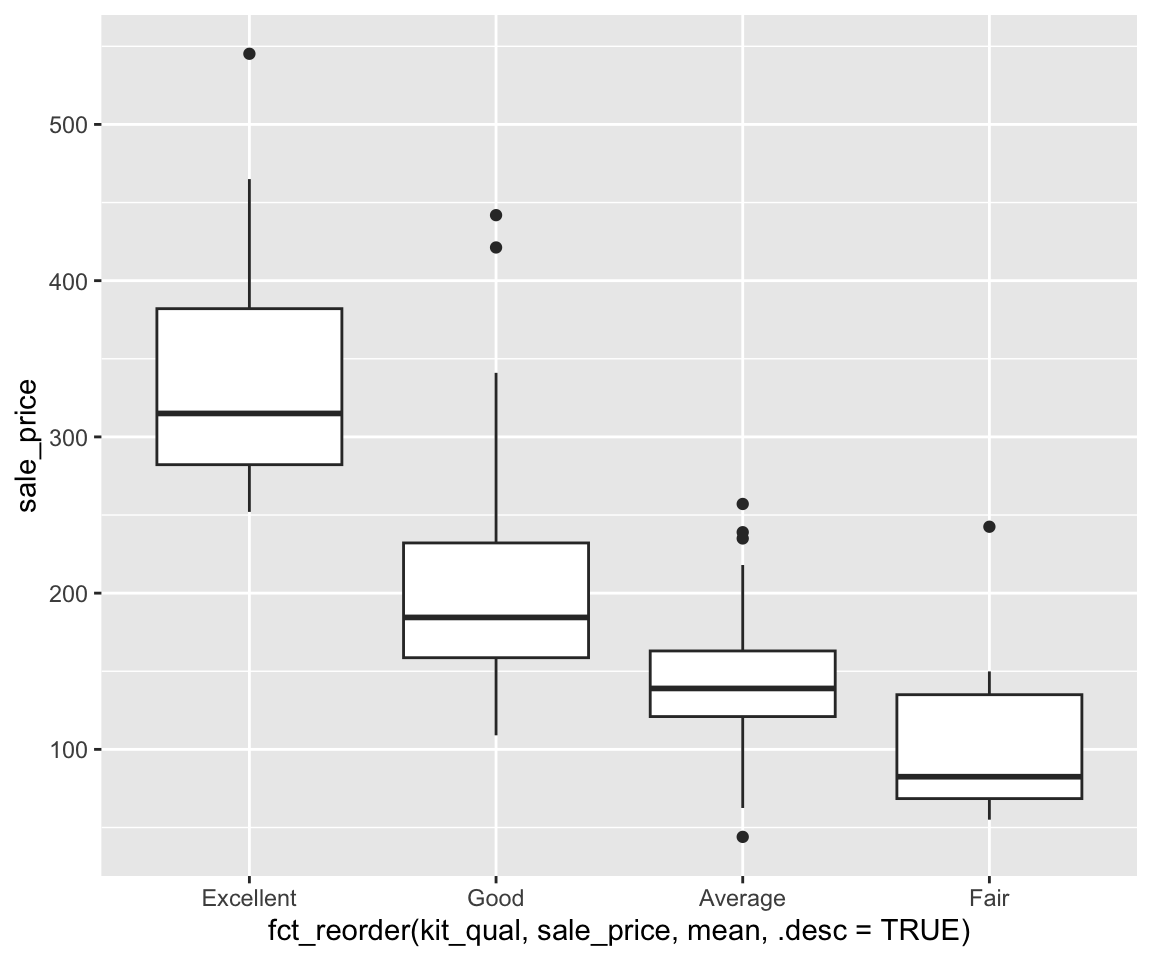 sale_price
500
400
300
200
100
Excellent Good Average Fair
fct_reorder(kit_qual, sale_price, mean, .desc = TRUE)